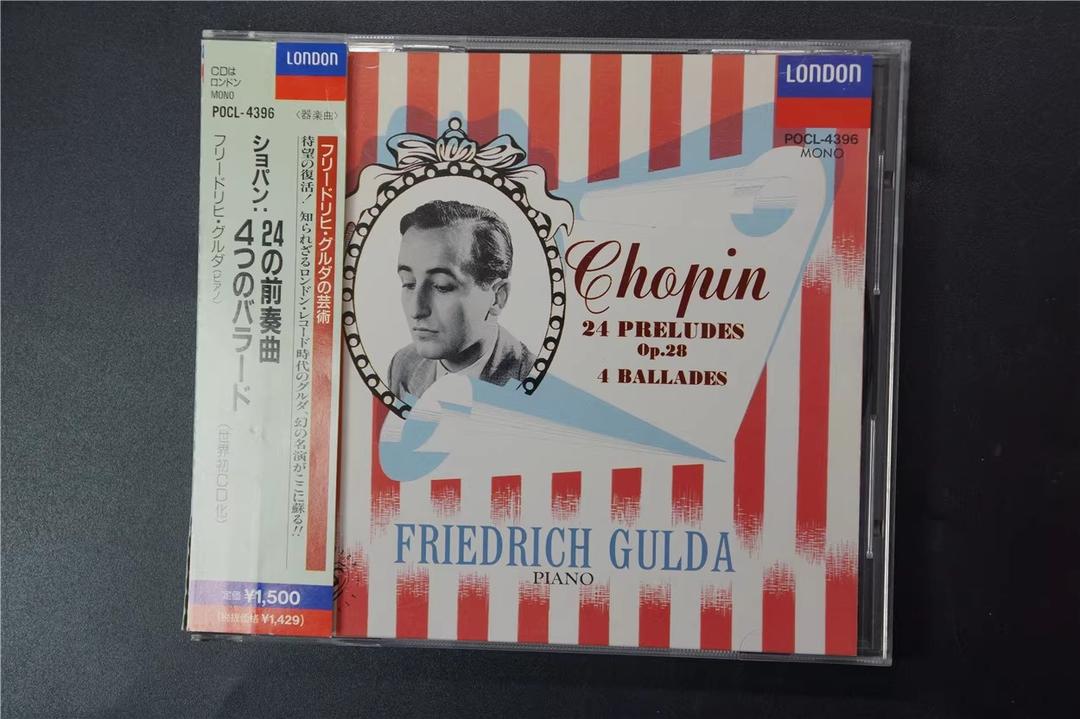 LONDON
CDは
ロンドン
MONO
POCL-4396
〈器楽曲〉
フリードリヒ・グルダの芸術
待望の復活! 知られざるロンドン・レコード時代のグルダ、幻の名演がここに蘇る!!
ショパン:24の前奏曲
4つのバラード
(世界初CD化)
フリードリヒ・グルダ(ピアノ)
定価 ¥1,500
(税抜価格 ¥1,429)
LONDON
POCL-4396
MONO
Chopin
24 PRELUDES
Op.28
4 BALLADES
FRIEDRICH GULDA
PIANO